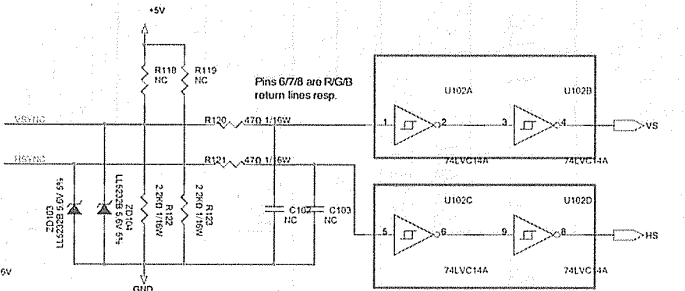 +5V
R118
NC
R119
NC
Pins 6/7/8 are R/G/B
return lines resp.
U102A
U102B
VSYNC
R120
47Ω 1/16W
1
2
3
4
VS
74LVC14A
74LVC14A
HSYNC
R121
47Ω 1/16W
ZD103
LL5232B 5.6V 5%
ZD104
LL5232B 5.6V 5%
R122
2.2KΩ 1/16W
R123
2.2KΩ 1/16W
C102
NC
C103
NC
U102C
U102D
5
6
9
8
HS
74LVC14A
74LVC14A
6V
GND